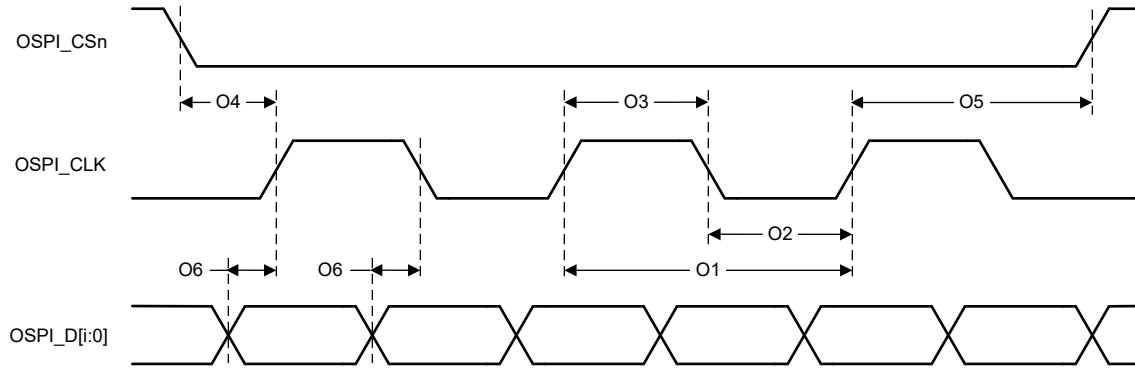 OSPI_CSn
O4
O3
O5
OSPI_CLK
O2
O6
O6
O1
OSPI_D[i:0]